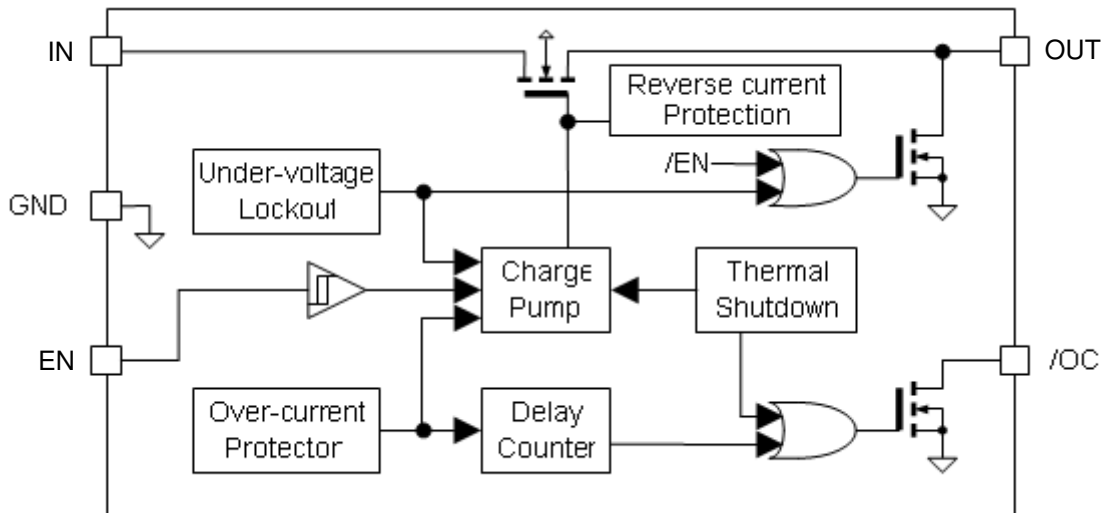 IN
OUT
Reverse current
Protection
/EN
Under-voltage
Lockout
GND
Charge
Pump
Thermal
Shutdown
EN
/OC
Over-current
Protector
Delay
Counter